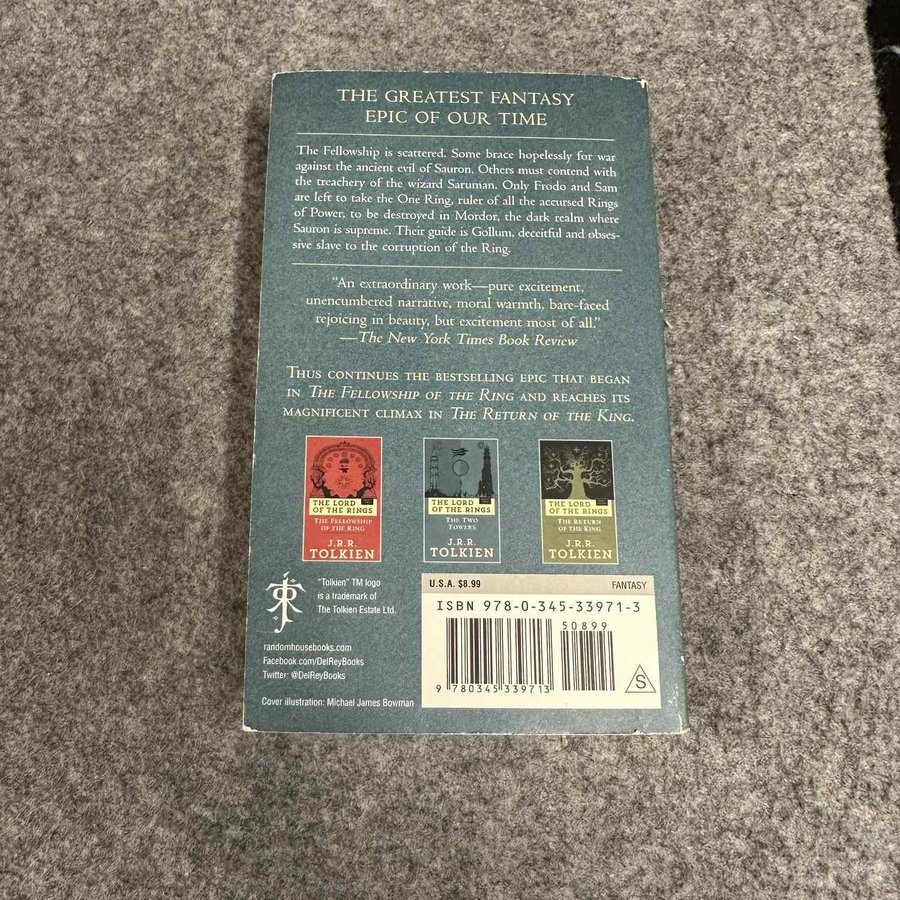 THE GREATEST FANTASY
EPIC OF OUR TIME
The Fellowship is scattered. Some brace hopelessly for war
against the ancient evil of Sauron. Others must contend with
the treachery of the wizard Saruman. Only Frodo and Sam
are left to take the One Ring, ruler of all the accursed Rings
of Power, to be destroyed in Mordor, the dark realm where
Sauron is supreme. Their guide is Gollum, deceitful and obses-
sive slave to the corruption of the Ring.
“An extraordinary work—pure excitement,
unencumbered narrative, moral warmth, bare-faced
rejoicing in beauty, but excitement most of all.”
—The New York Times Book Review
THUS CONTINUES THE BESTSELLING EPIC THAT BEGAN
IN THE FELLOWSHIP OF THE RING AND REACHES ITS
MAGNIFICENT CLIMAX IN THE RETURN OF THE KING.
THE LORD
OF THE RINGS
THE FELLOWSHIP
OF THE RING
J.R.R.
TOLKIEN
THE LORD
OF THE RINGS
THE TWO
TOWERS
J.R.R.
TOLKIEN
THE LORD
OF THE RINGS
THE RETURN
OF THE KING
J.R.R.
TOLKIEN
“Tolkien” TM logo
is a trademark of
The Tolkien Estate Ltd.
randomhousebooks.com
Facebook.com/DelReyBooks
Twitter: @DelReyBooks
Cover illustration: Michael James Bowman
U.S.A. $8.99
FANTASY
ISBN 978-0-345-33971-3
50899
9 780345 339713
S